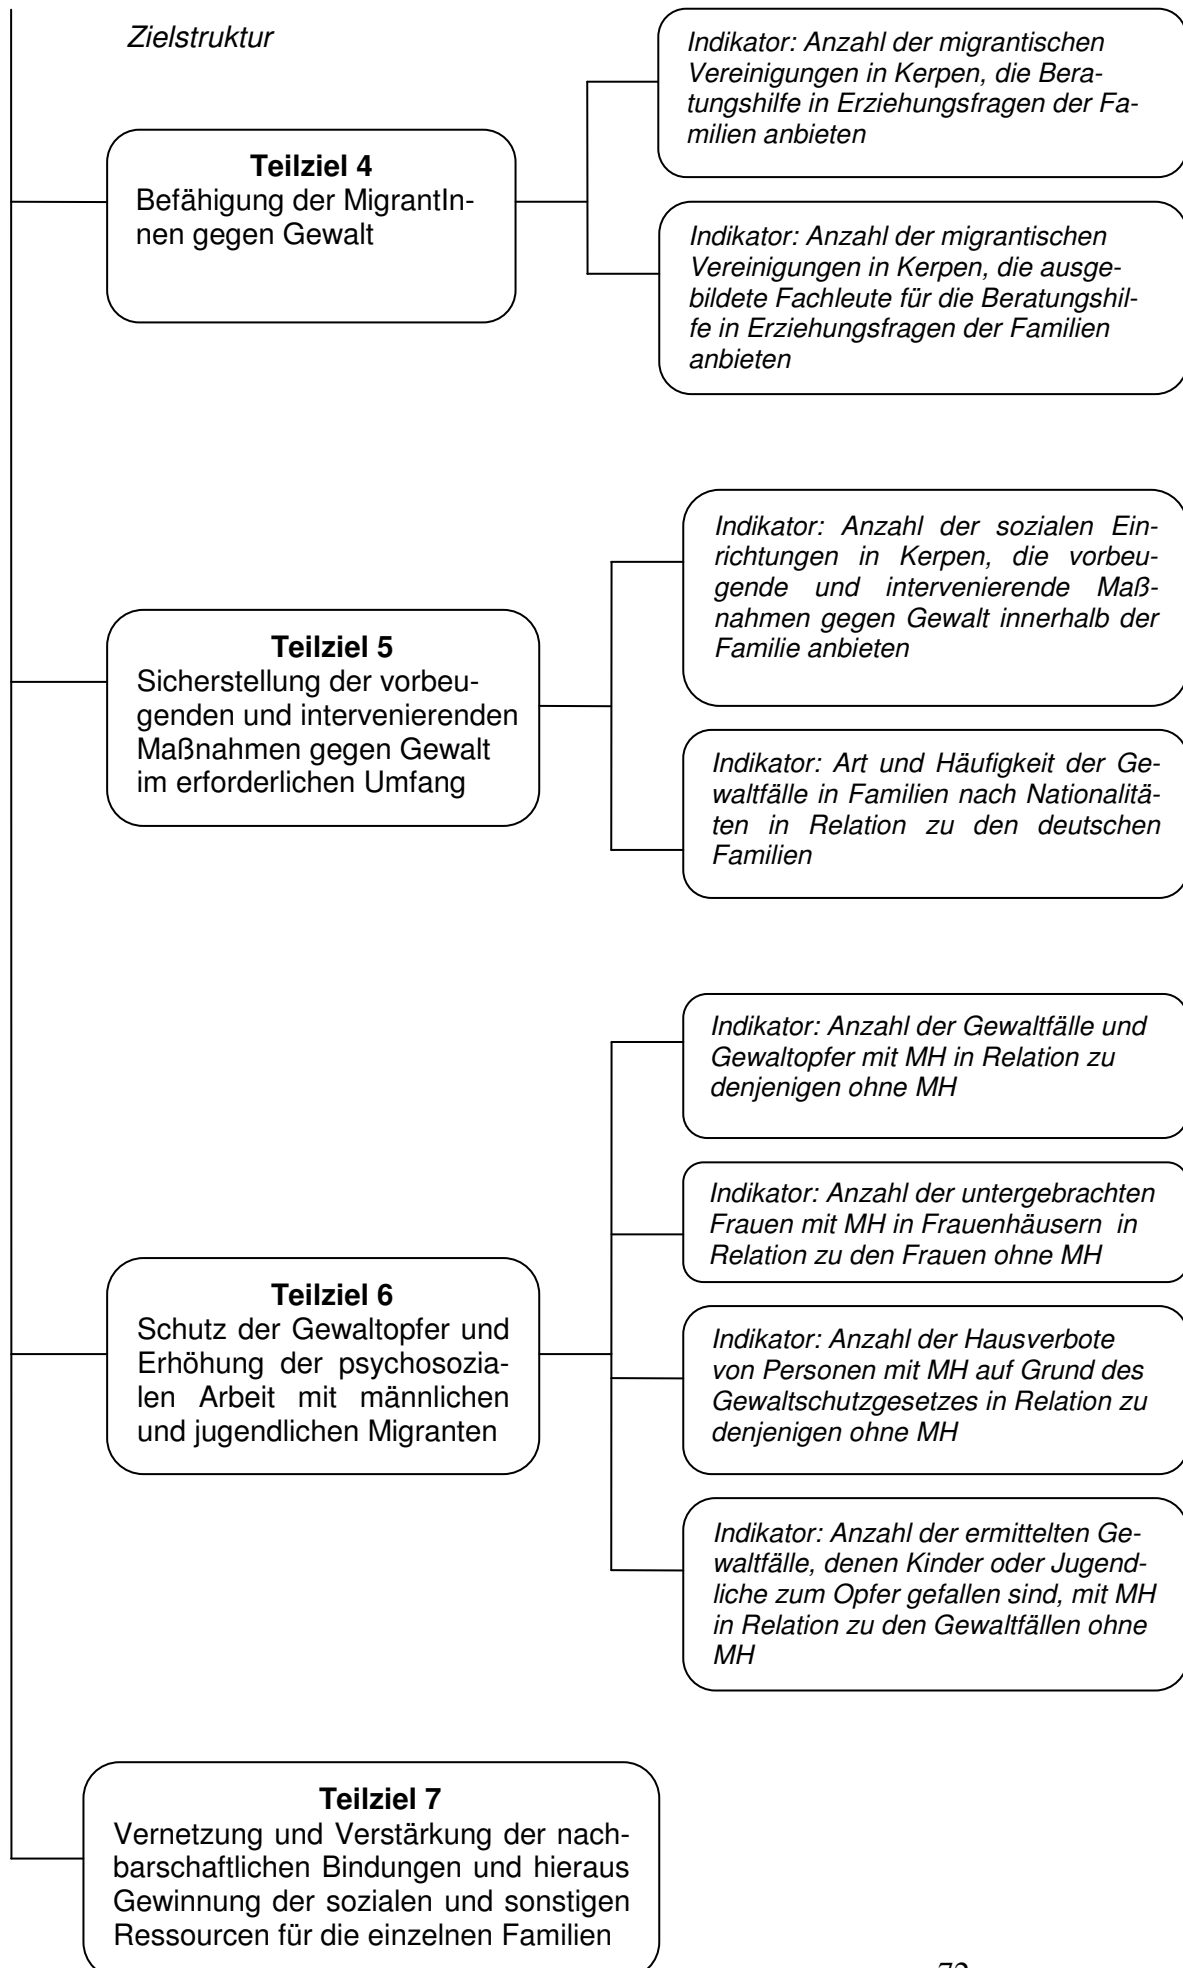 Zielstruktur
Indikator: Anzahl der migrantischen
Vereinigungen in Kerpen, die Bera-
tungshilfe in Erziehungsfragen der Fa-
milien anbieten
Teilziel 4
Befähigung der MigrantIn-
nen gegen Gewalt
Indikator: Anzahl der migrantischen
Vereinigungen in Kerpen, die ausge-
bildete Fachleute für die Beratungshil-
fe in Erziehungsfragen der Familien
anbieten
Indikator: Anzahl der sozialen Ein-
richtungen in Kerpen, die vorbeu-
gende und intervenierende Maß-
nahmen gegen Gewalt innerhalb der
Familie anbieten
Teilziel 5
Sicherstellung der vorbeu-
genden und intervenierenden
Maßnahmen gegen Gewalt
im erforderlichen Umfang
Indikator: Art und Häufigkeit der Ge-
waltfälle in Familien nach Nationalitä-
ten in Relation zu den deutschen
Familien
Indikator: Anzahl der Gewaltfälle und
Gewaltopfer mit MH in Relation zu
denjenigen ohne MH
Indikator: Anzahl der untergebrachten
Frauen mit MH in Frauenhäusern in
Relation zu den Frauen ohne MH
Teilziel 6
Schutz der Gewaltopfer und
Erhöhung der psychosozia-
len Arbeit mit männlichen
und jugendlichen Migranten
Indikator: Anzahl der Hausverbote
von Personen mit MH auf Grund des
Gewaltschutzgesetzes in Relation zu
denjenigen ohne MH
Indikator: Anzahl der ermittelten Ge-
waltfälle, denen Kinder oder Jugend-
liche zum Opfer gefallen sind, mit MH
in Relation zu den Gewaltfällen ohne
MH
Teilziel 7
Vernetzung und Verstärkung der nach-
barschaftlichen Bindungen und hieraus
Gewinnung der sozialen und sonstigen
Ressourcen für die einzelnen Familien